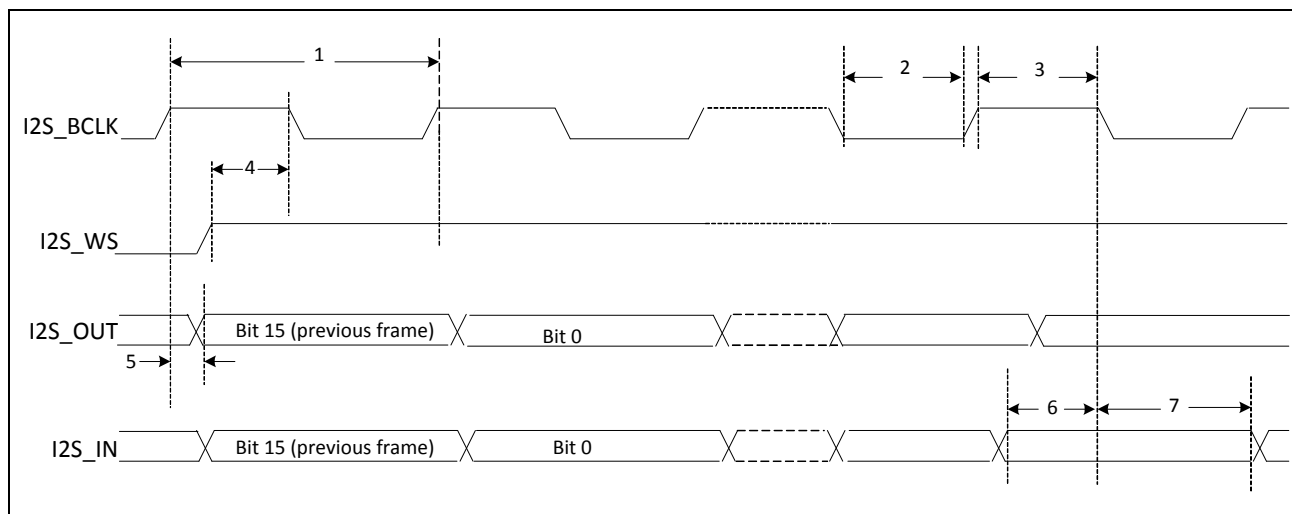 1
2
3
I2S_BCLK
4
I2S_WS
I2S_OUT
Bit 15 (previous frame)
Bit 0
5
6
7
I2S_IN
Bit 15 (previous frame)
Bit 0